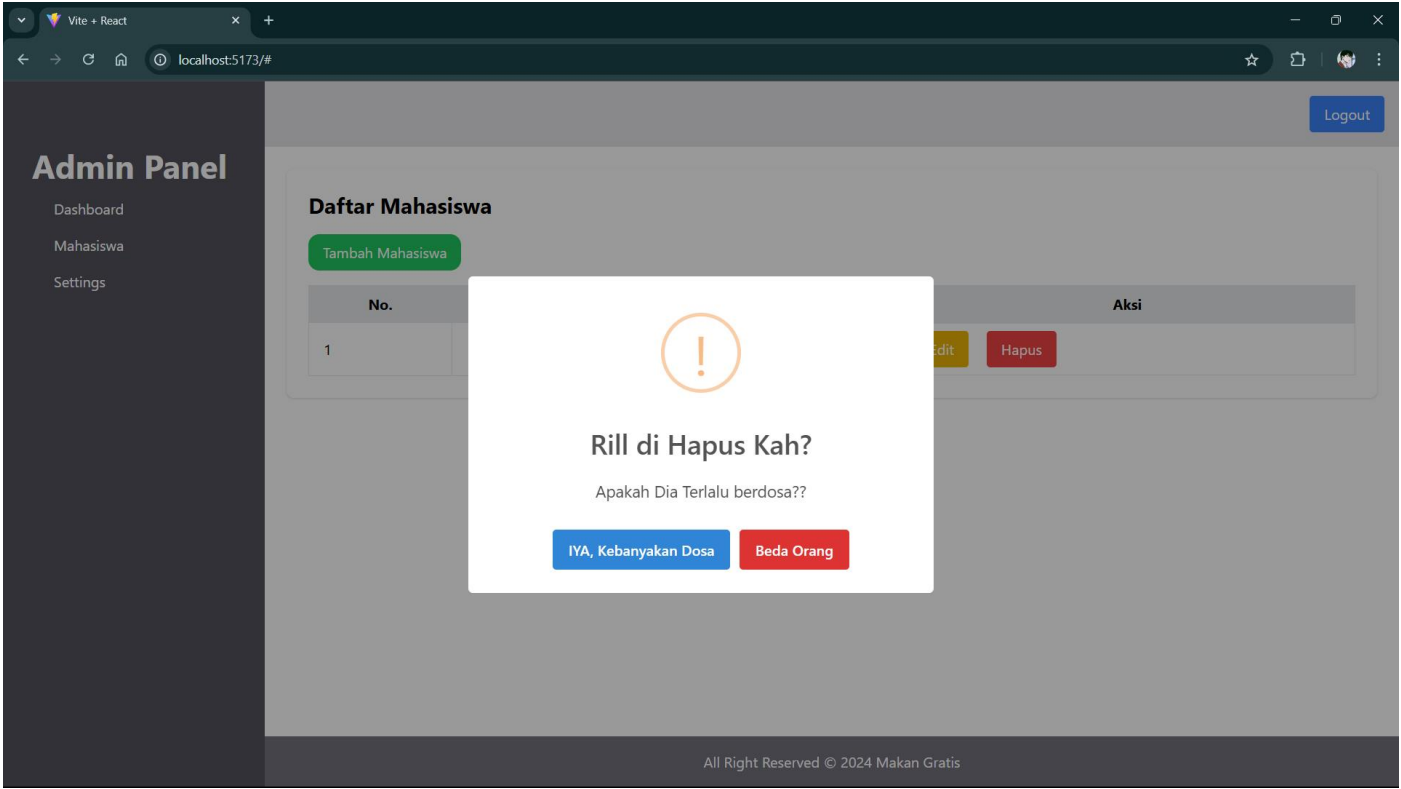 Vite + React
localhost:5173/#
Logout
Admin Panel
Dashboard
Mahasiswa
Settings
Daftar Mahasiswa
Tambah Mahasiswa
No. Aksi
1 Hapus
Rill di Hapus Kah?
Apakah Dia Terlalu berdosa??
IYA, Kebanyakan Dosa Beda Orang
All Right Reserved © 2024 Makan Gratis